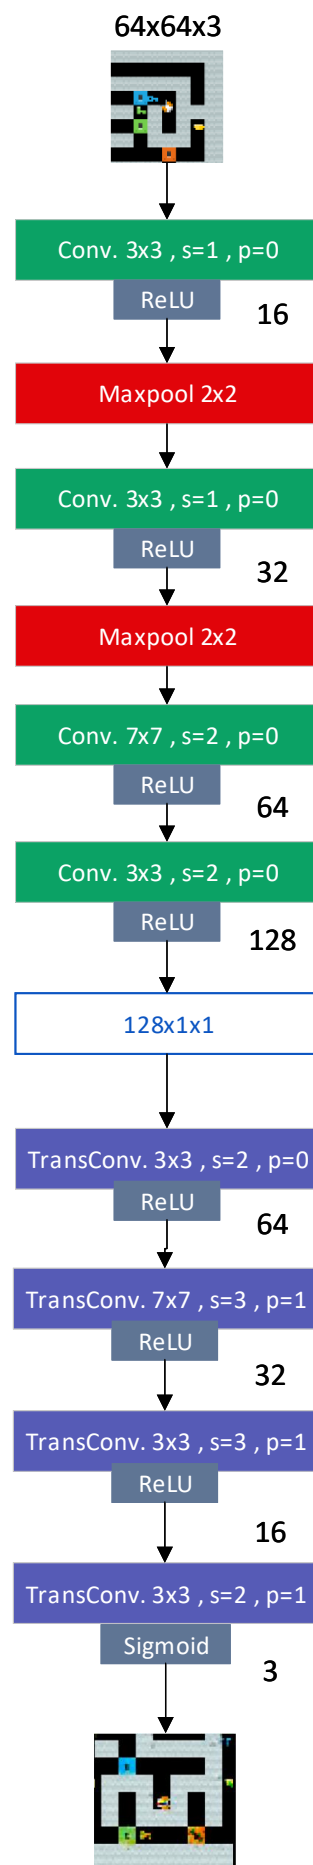 64x64x3
Conv. 3x3 , s=1 , p=0
ReLU
16
Maxpool 2x2
Conv. 3x3 , s=1 , p=0
ReLU
32
Maxpool 2x2
Conv. 7x7 , s=2 , p=0
ReLU
64
Conv. 3x3 , s=2 , p=0
ReLU
128
128x1x1
TransConv. 3x3 , s=2 , p=0
ReLU
64
TransConv. 7x7 , s=3 , p=1
ReLU
32
TransConv. 3x3 , s=3 , p=1
ReLU
16
TransConv. 3x3 , s=2 , p=1
Sigmoid
3